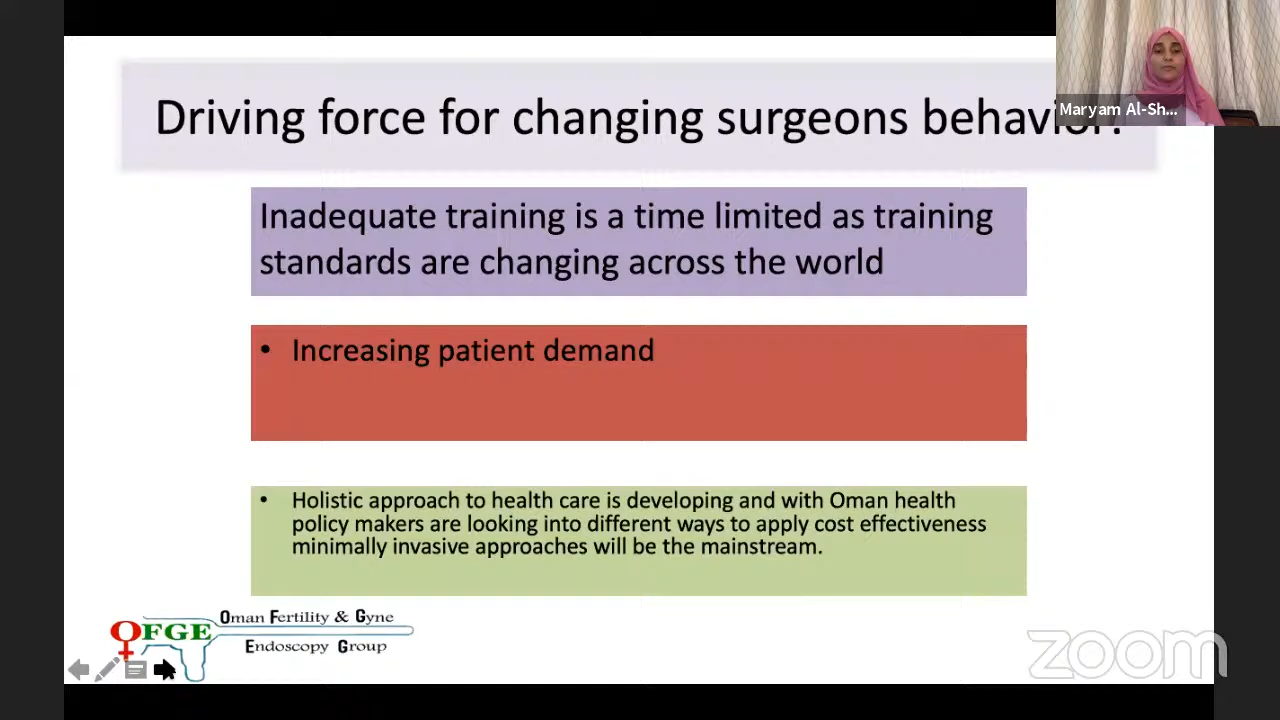 Driving force for changing surgeons behavior?
Maryam Al-Sh...
Inadequate training is a time limited as training
standards are changing across the world
• Increasing patient demand
• Holistic approach to health care is developing and with Oman health
policy makers are looking into different ways to apply cost effectiveness
minimally invasive approaches will be the mainstream.
OFGE
Oman Fertility & Gyne
Endoscopy Group
zoom